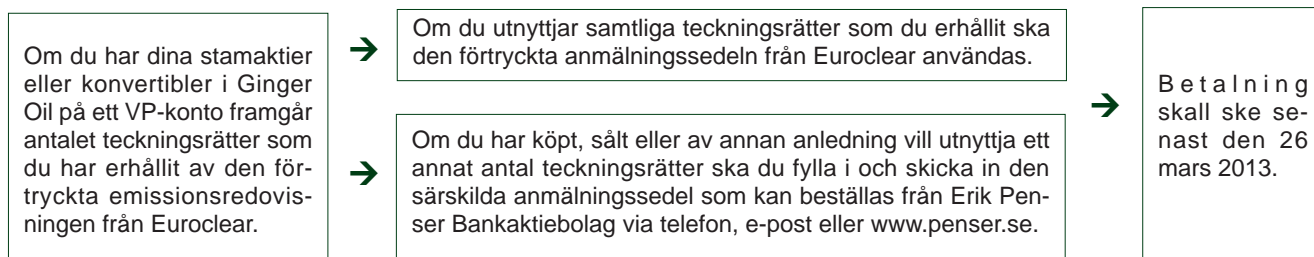 Om du har dina stamaktier
eller konvertibler i Ginger
Oil på ett VP-konto framgår
antalet teckningsrätter som
du har erhållit av den för-
tryckta emissionsredovis-
ningen från Euroclear.
Om du utnyttjar samtliga teckningsrätter som du erhållit ska
den förtryckta anmälningssedeln från Euroclear användas.
Om du har köpt, sålt eller av annan anledning vill utnyttja ett
annat antal teckningsrätter ska du fylla i och skicka in den
särskilda anmälningssedel som kan beställas från Erik Pen-
ser Bankaktiebolag via telefon, e-post eller www.penser.se.
Betalning
skall ske se-
nast den 26
mars 2013.